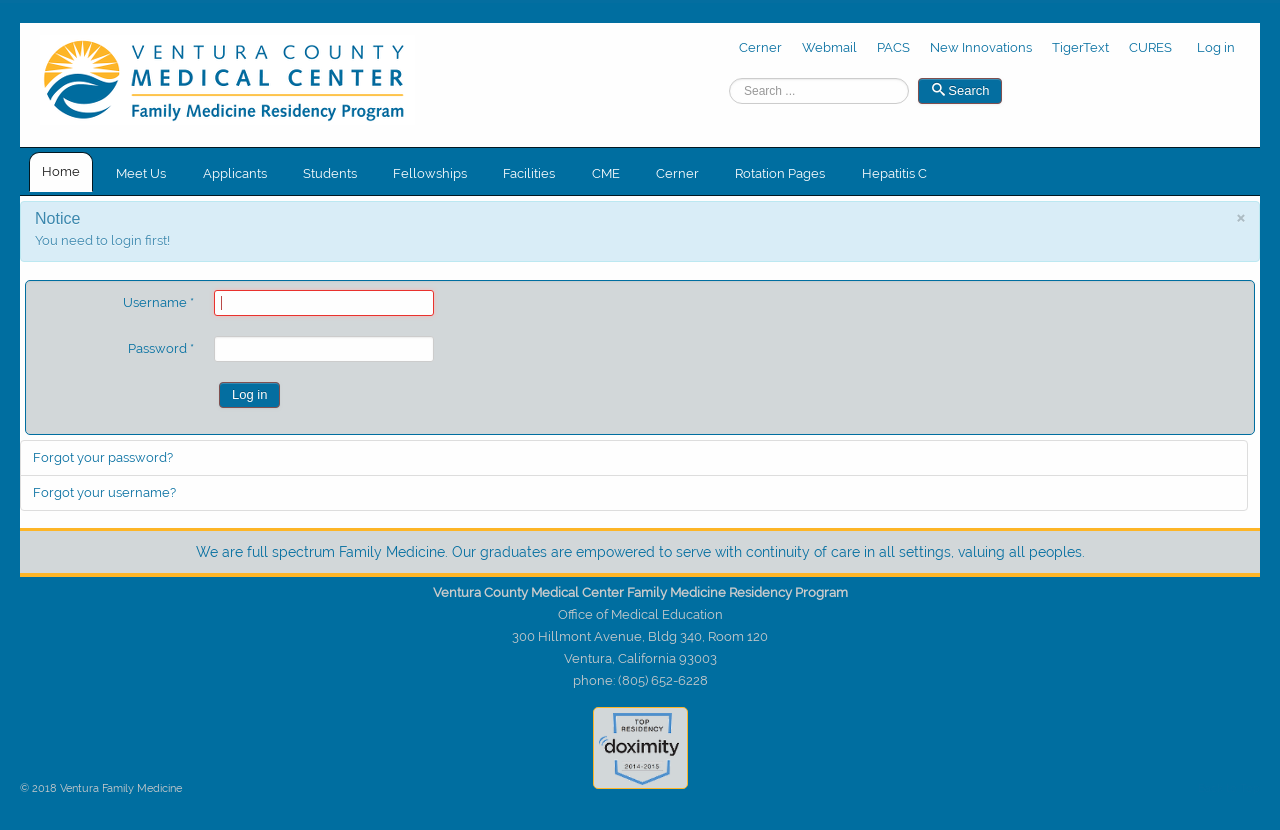 VENTURA COUNTY
MEDICAL CENTER
Family Medicine Residency Program
Cerner Webmail PACS New Innovations TigerText CURES Log in
Search ... Search
Home Meet Us Applicants Students Fellowships Facilities CME Cerner Rotation Pages Hepatitis C
Notice ×
You need to login first!
Username *
Password *
Log in
Forgot your password?
Forgot your username?
We are full spectrum Family Medicine. Our graduates are empowered to serve with continuity of care in all settings, valuing all peoples.
Ventura County Medical Center Family Medicine Residency Program
Office of Medical Education
300 Hillmont Avenue, Bldg 340, Room 120
Ventura, California 93003
phone: (805) 652-6228
TOP
RESIDENCY
doximity
2014-2015
© 2018 Ventura Family Medicine